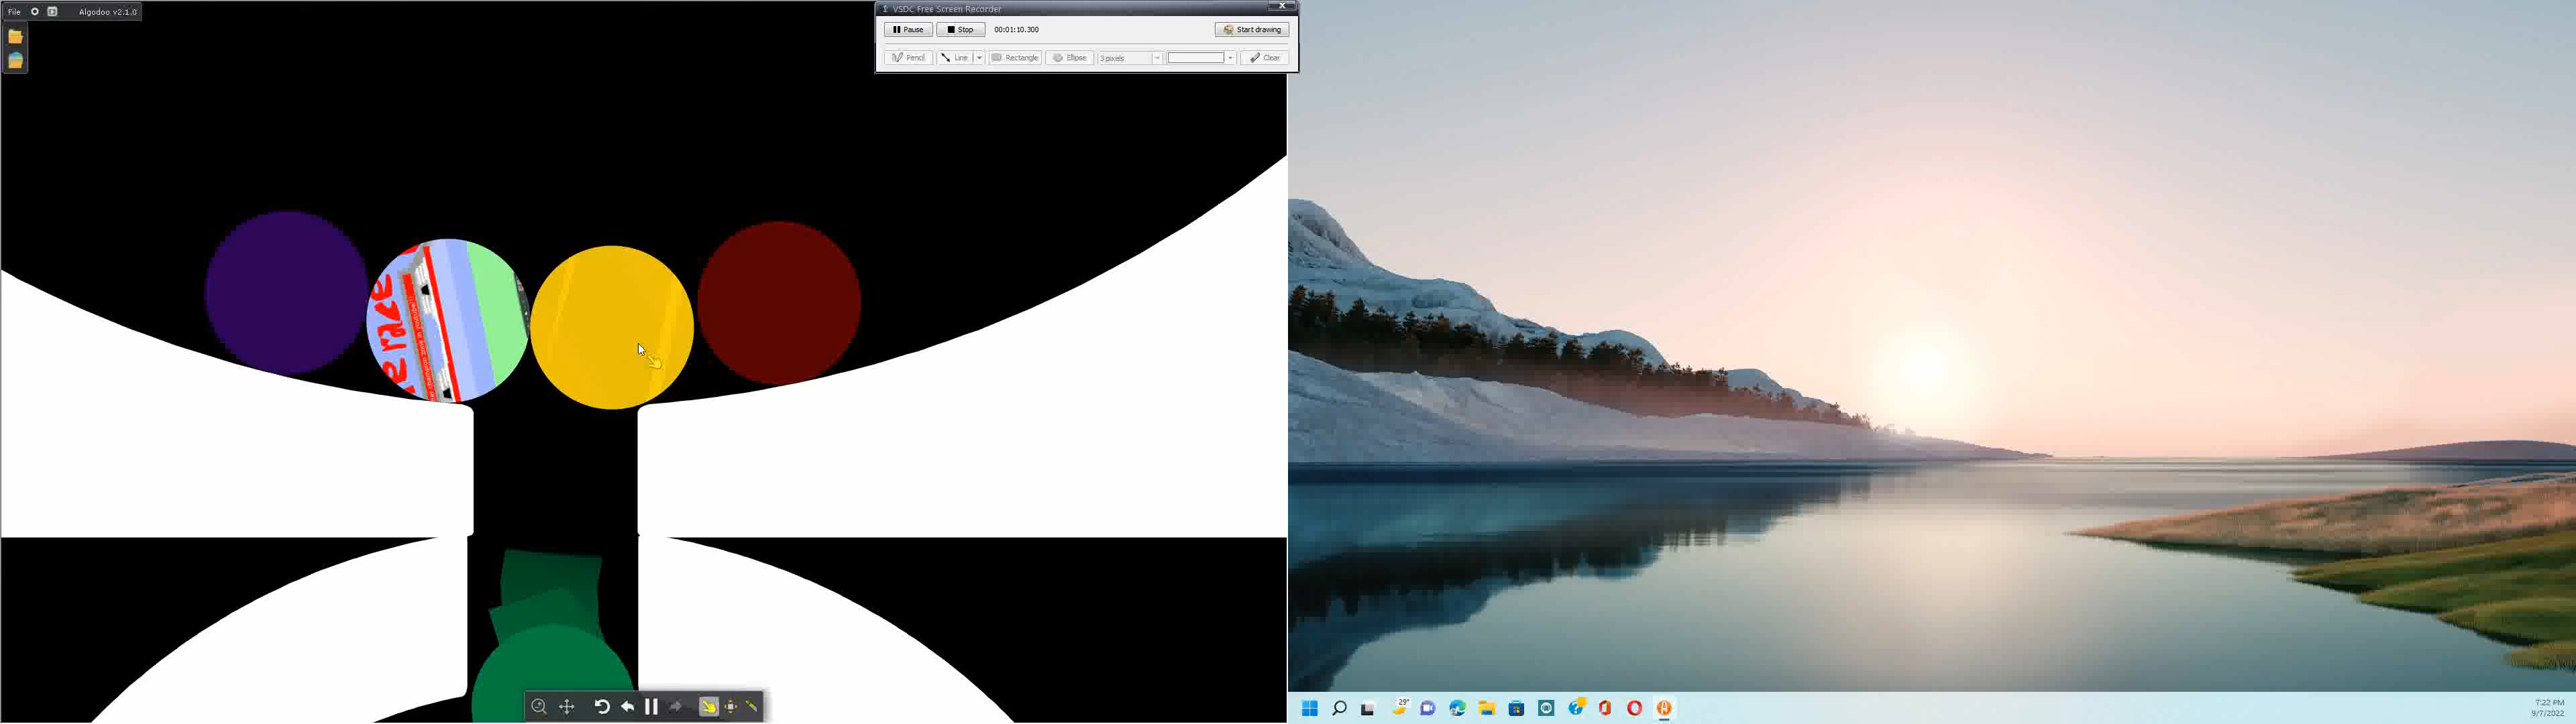 File
Algodoo v2.1.0
VSDC Free Screen Recorder
Pause
Stop
00:01:10.300
Start drawing
Pencil
Line
Rectangle
Ellipse
3 pixels
Clear
29°
7:22 PM
9/7/2022